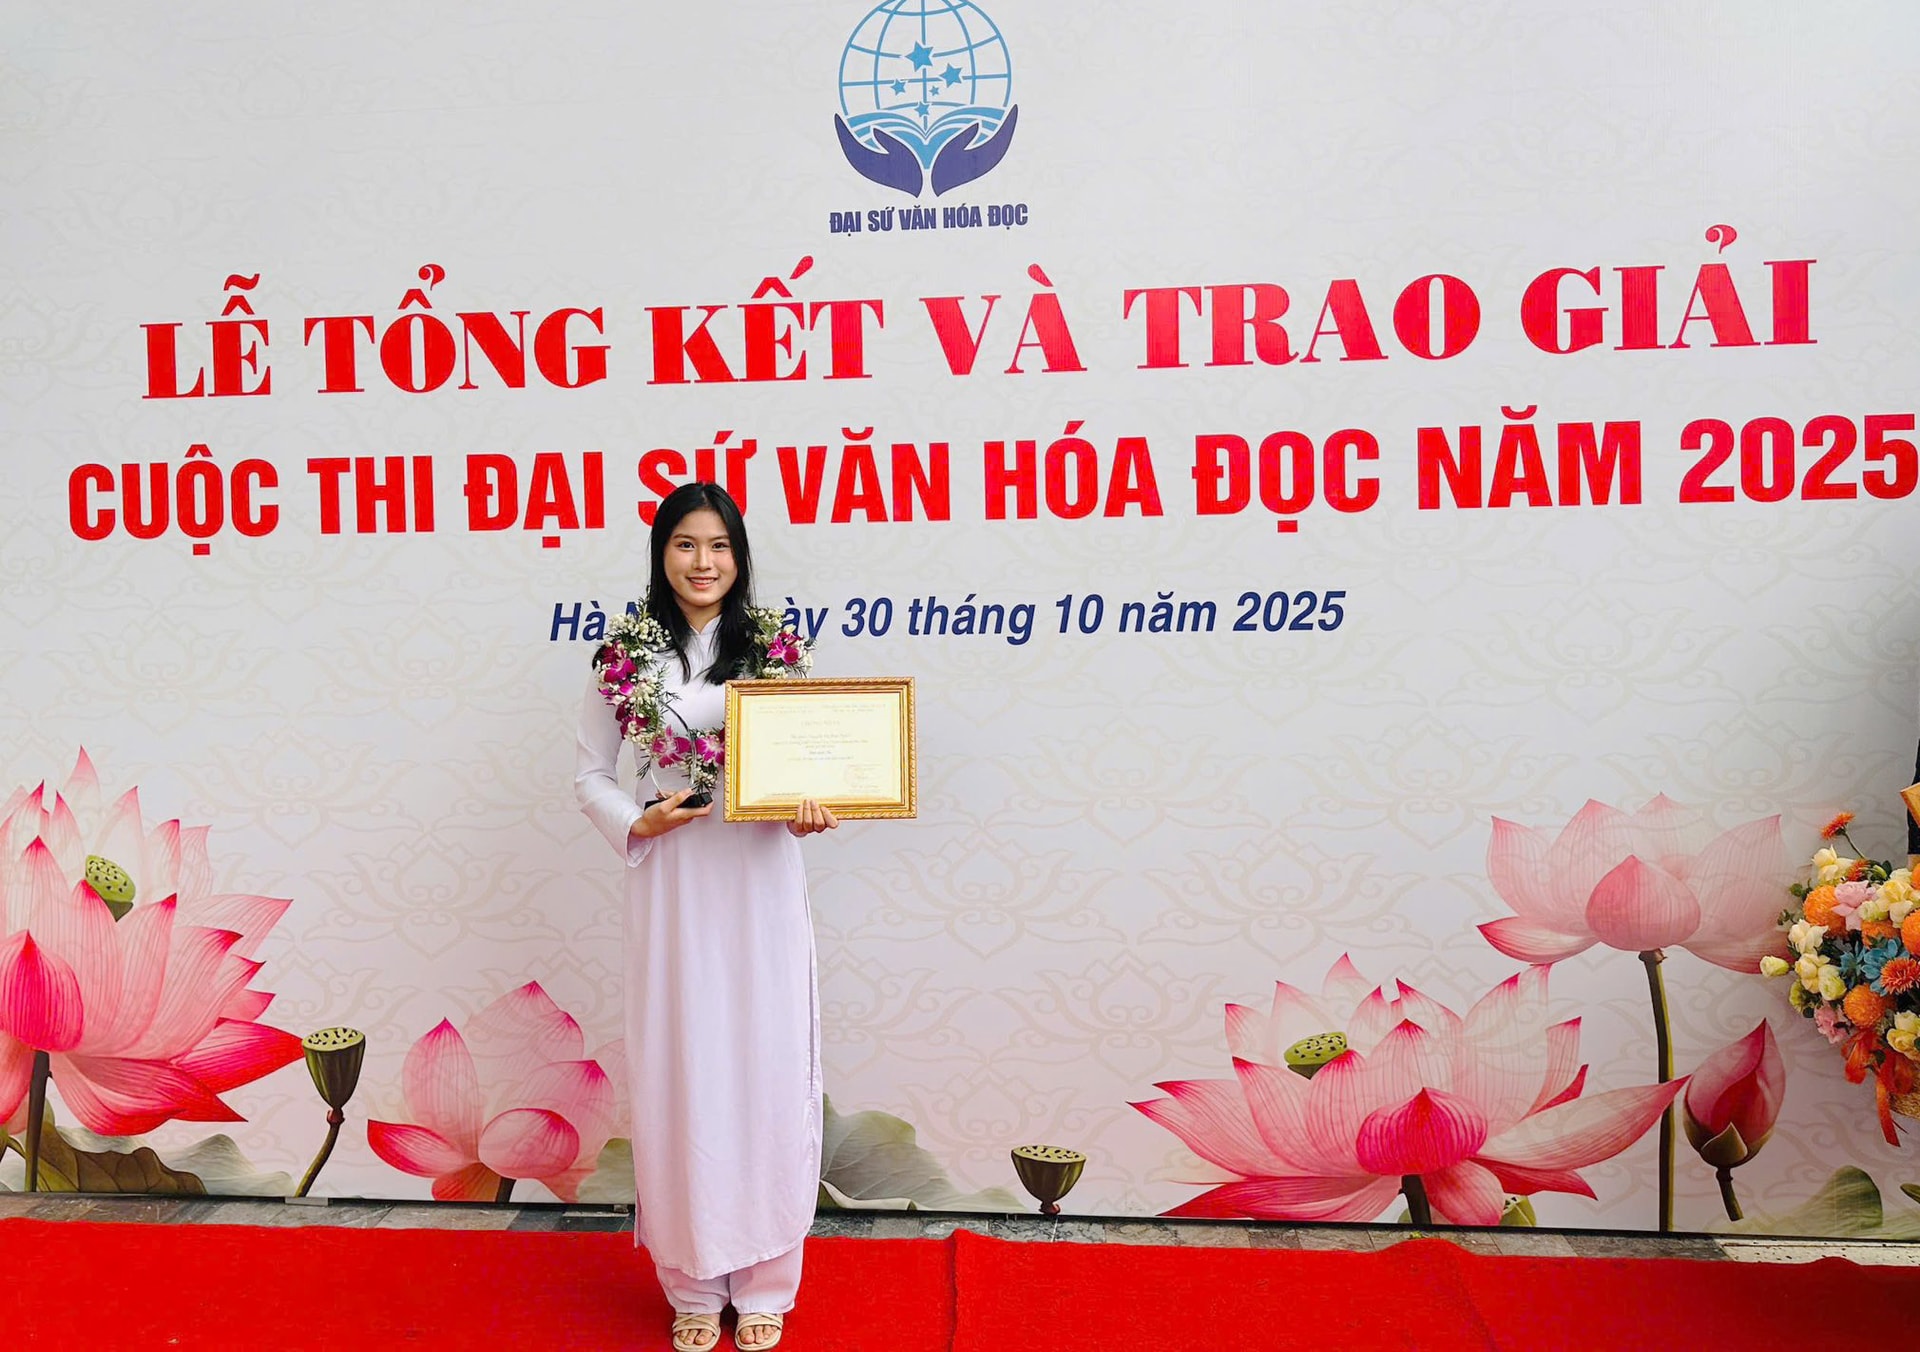 ĐẠI SỨ VĂN HÓA ĐỌC
LỄ TỔNG KẾT VÀ TRAO GIẢI
CUỘC THI ĐẠI SỨ VĂN HÓA ĐỌC NĂM 2025
Hà 30 tháng 10 năm 2025